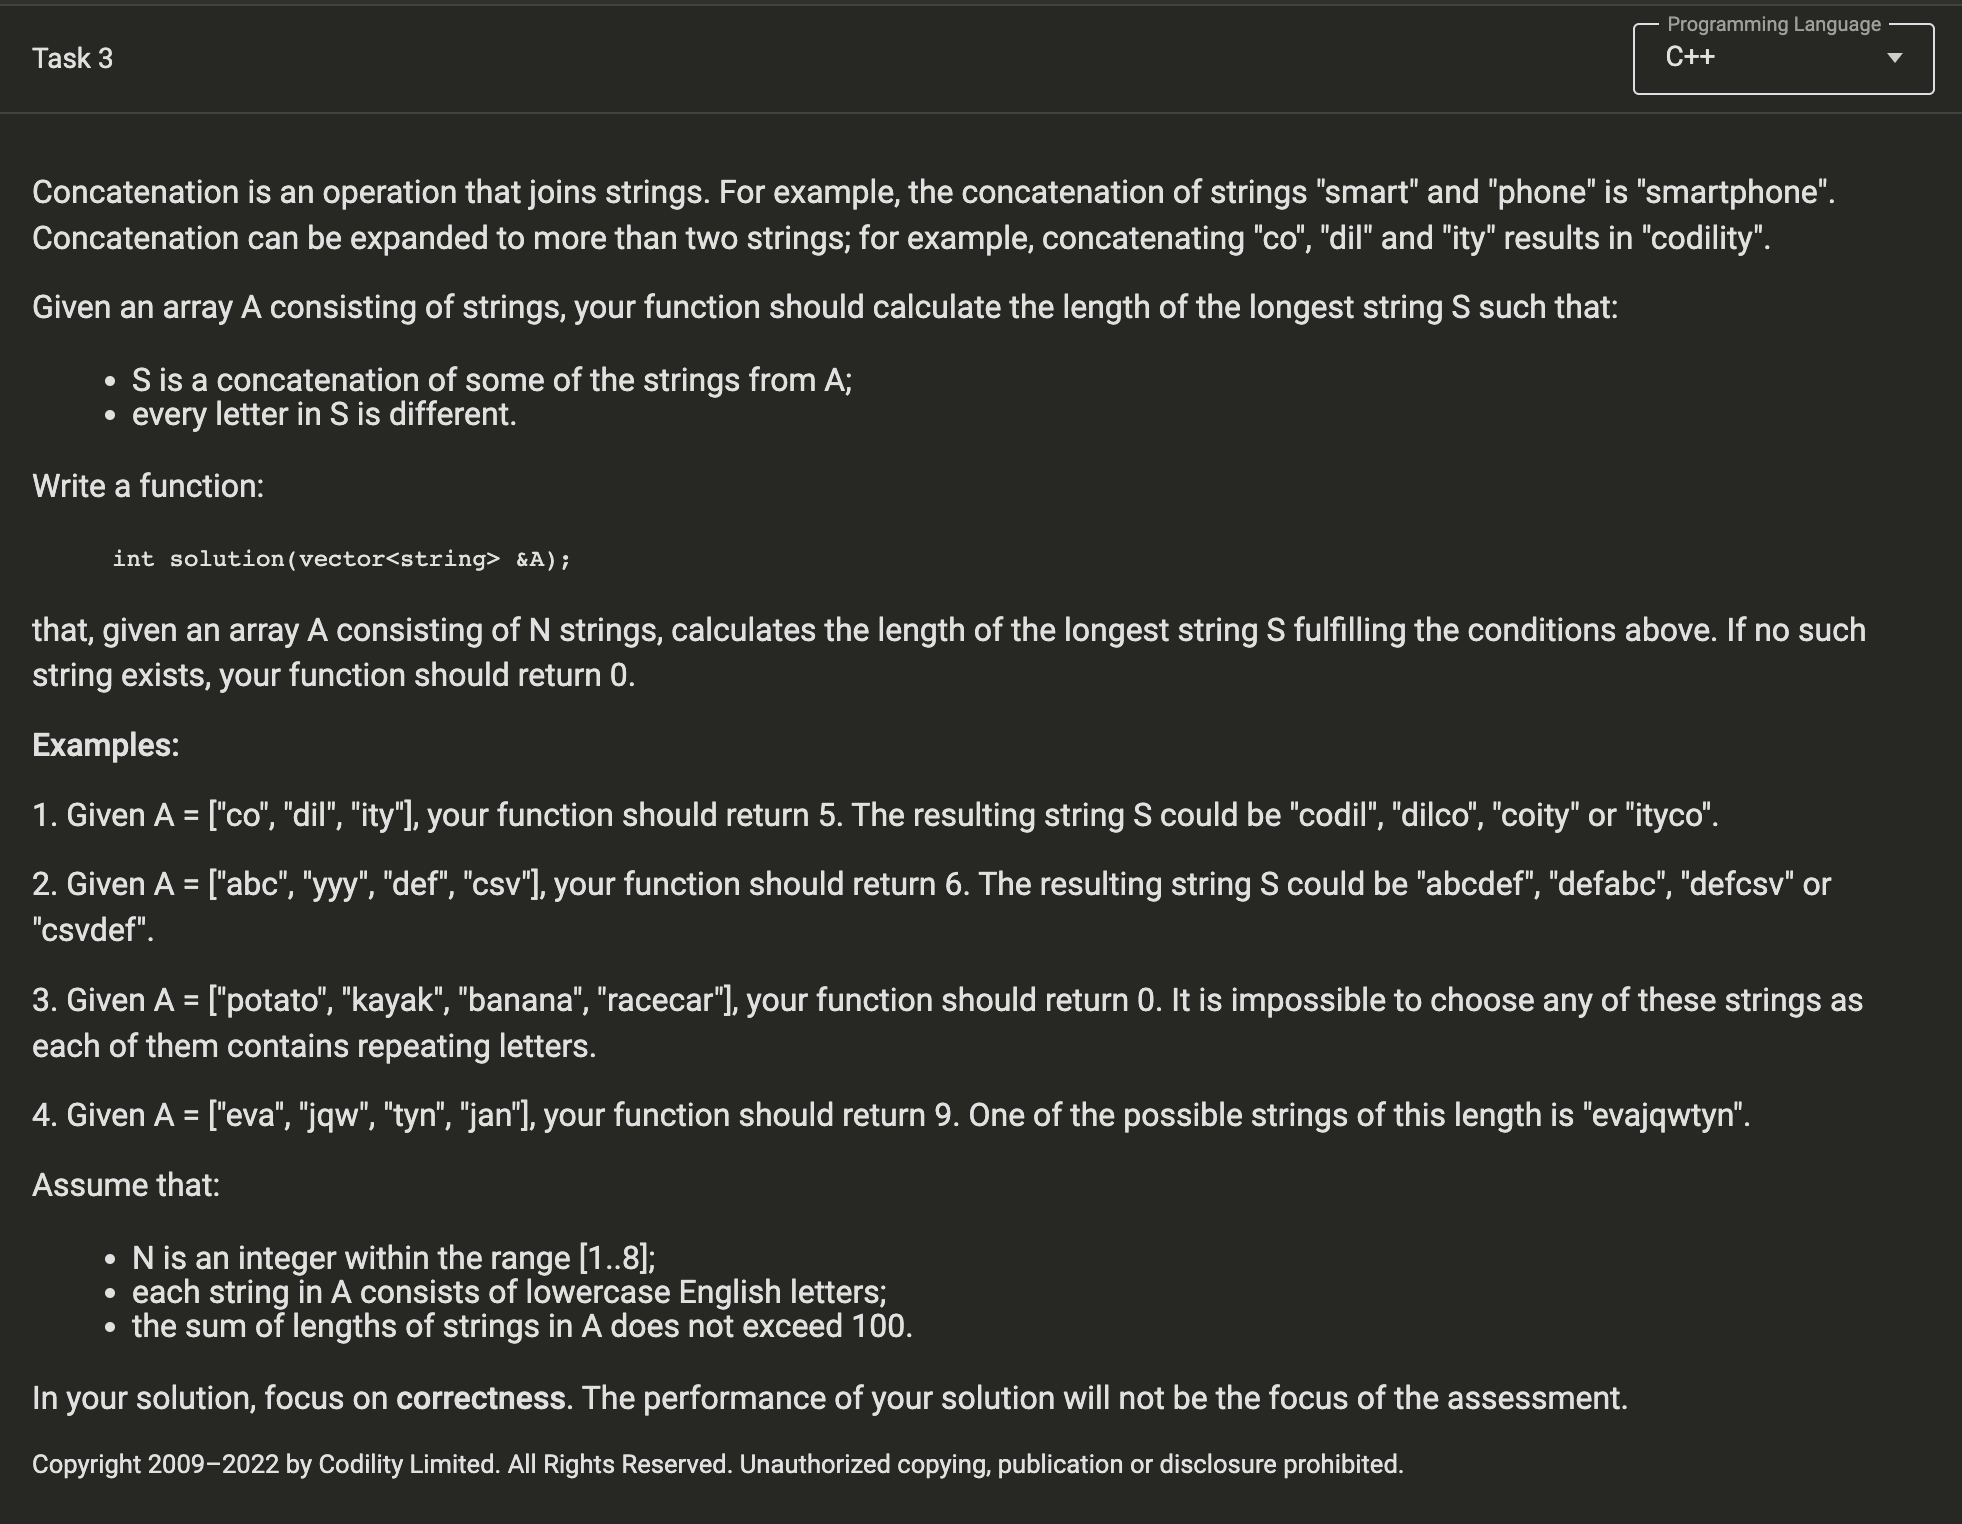 Task 3
Programming Language
C++
Concatenation is an operation that joins strings. For example, the concatenation of strings "smart" and "phone" is "smartphone".
Concatenation can be expanded to more than two strings; for example, concatenating "co", "dil" and "ity" results in "codility".
Given an array A consisting of strings, your function should calculate the length of the longest string S such that:
• S is a concatenation of some of the strings from A;
• every letter in S is different.
Write a function:
int solution(vector<string> &A);
that, given an array A consisting of N strings, calculates the length of the longest string S fulfilling the conditions above. If no such
string exists, your function should return 0.
Examples:
1. Given A = ["co", "dil", "ity"], your function should return 5. The resulting string S could be "codil", "dilco", "coity" or "ityco".
2. Given A = ["abc", "yyy", "def", "csv"], your function should return 6. The resulting string S could be "abcdef", "defabc", "defcsv" or
"csvdef".
3. Given A = ["potato", "kayak", "banana", "racecar"], your function should return 0. It is impossible to choose any of these strings as
each of them contains repeating letters.
4. Given A = ["eva", "jqw", "tyn", "jan"], your function should return 9. One of the possible strings of this length is "evajqwtyn".
Assume that:
• N is an integer within the range [1..8];
• each string in A consists of lowercase English letters;
• the sum of lengths of strings in A does not exceed 100.
In your solution, focus on correctness. The performance of your solution will not be the focus of the assessment.
Copyright 2009–2022 by Codility Limited. All Rights Reserved. Unauthorized copying, publication or disclosure prohibited.